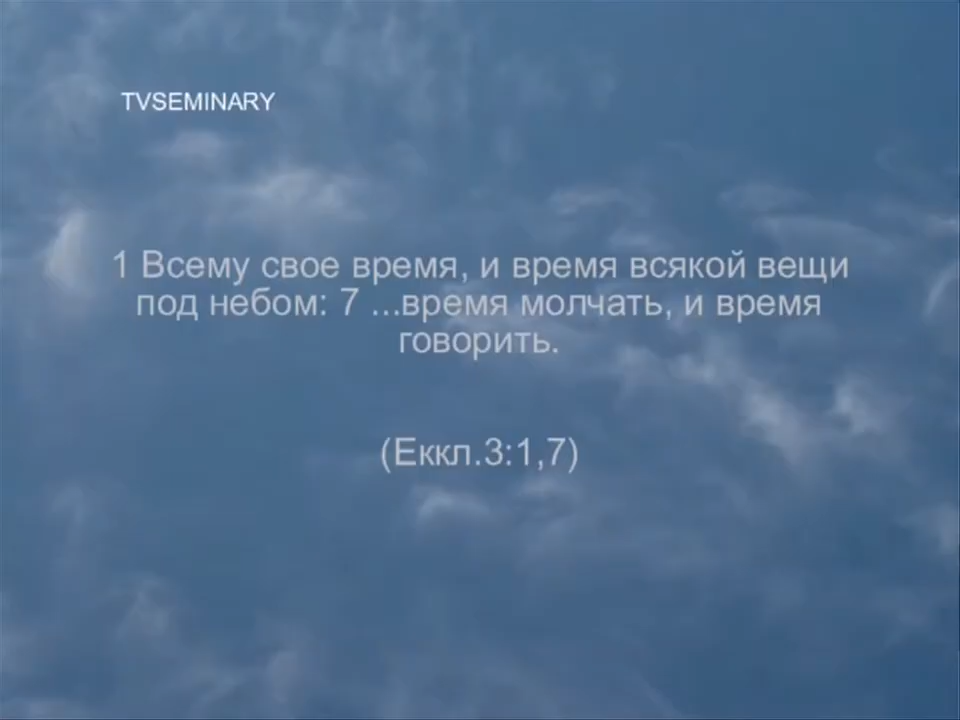 TVSEMINARY
1 Всему свое время, и время всякой вещи
под небом: 7 ...время молчать, и время
говорить.
(Еккл.3:1,7)